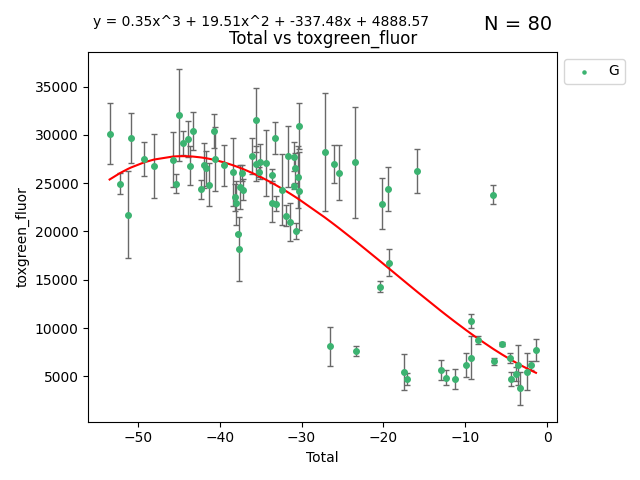 y = 0.35x^3 + 19.51x^2 + -337.48x + 4888.57
N = 80
Total vs toxgreen_fluor
G
toxgreen_fluor
35000
30000
25000
20000
15000
10000
5000
−50
−40
−30
−20
−10
0
Total